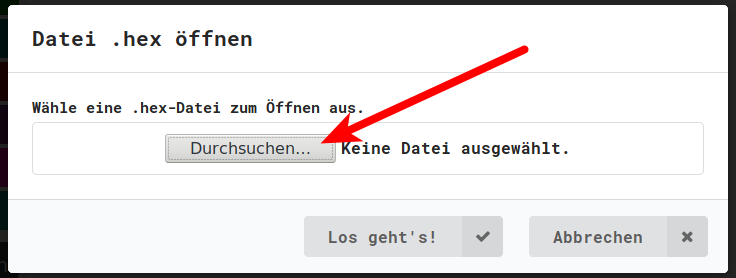 Datei .hex öffnen
Wähle eine .hex-Datei zum Öffnen aus.
Durchsuchen... Keine Datei ausgewählt.
Los geht's! Abbrechen